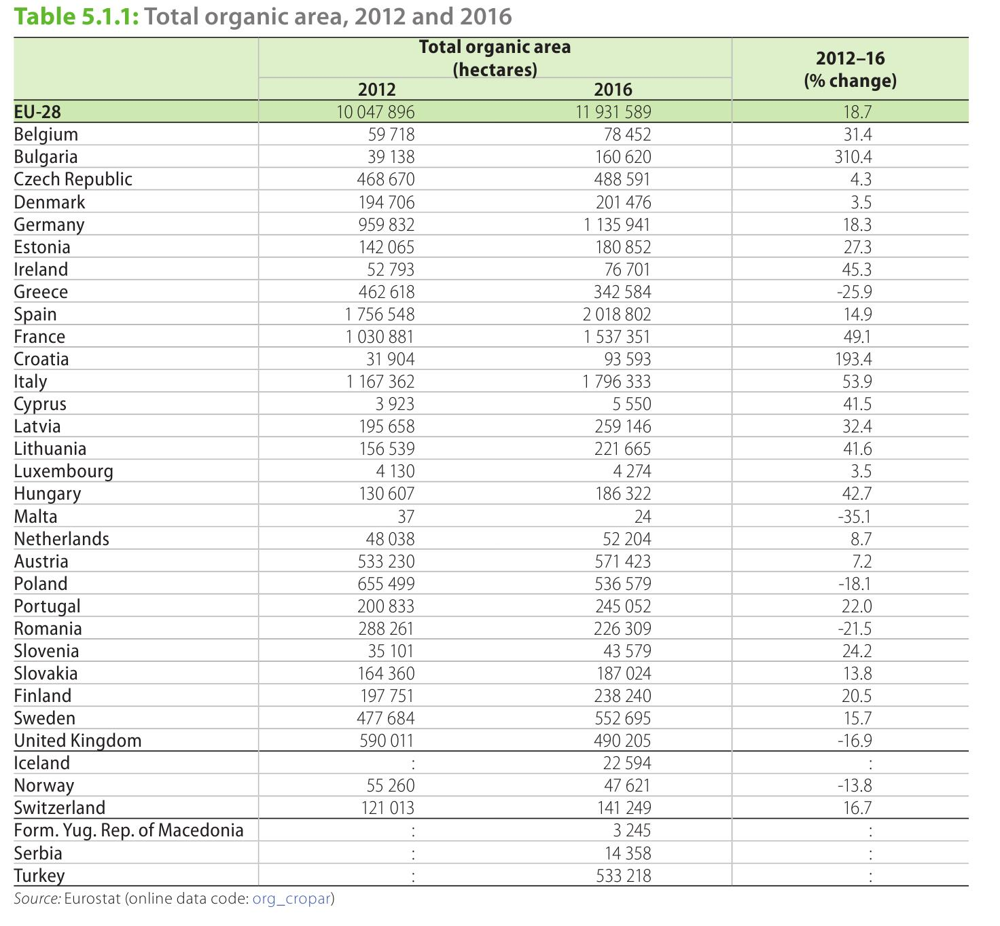 Table 5.1.1: Total organic area, 2012 and 2016
Total organic area
(hectares)
2012–16
(% change)
2012 2016
EU-28 10 047 896 11 931 589 18.7
Belgium 59 718 78 452 31.4
Bulgaria 39 138 160 620 310.4
Czech Republic 468 670 488 591 4.3
Denmark 194 706 201 476 3.5
Germany 959 832 1 135 941 18.3
Estonia 142 065 180 852 27.3
Ireland 52 793 76 701 45.3
Greece 462 618 342 584 -25.9
Spain 1 756 548 2 018 802 14.9
France 1 030 881 1 537 351 49.1
Croatia 31 904 93 593 193.4
Italy 1 167 362 1 796 333 53.9
Cyprus 3 923 5 550 41.5
Latvia 195 658 259 146 32.4
Lithuania 156 539 221 665 41.6
Luxembourg 4 130 4 274 3.5
Hungary 130 607 186 322 42.7
Malta 37 24 -35.1
Netherlands 48 038 52 204 8.7
Austria 533 230 571 423 7.2
Poland 655 499 536 579 -18.1
Portugal 200 833 245 052 22.0
Romania 288 261 226 309 -21.5
Slovenia 35 101 43 579 24.2
Slovakia 164 360 187 024 13.8
Finland 197 751 238 240 20.5
Sweden 477 684 552 695 15.7
United Kingdom 590 011 490 205 -16.9
Iceland : 22 594 :
Norway 55 260 47 621 -13.8
Switzerland 121 013 141 249 16.7
Form. Yug. Rep. of Macedonia : 3 245 :
Serbia : 14 358 :
Turkey : 533 218 :
Source: Eurostat (online data code: org_cropar)